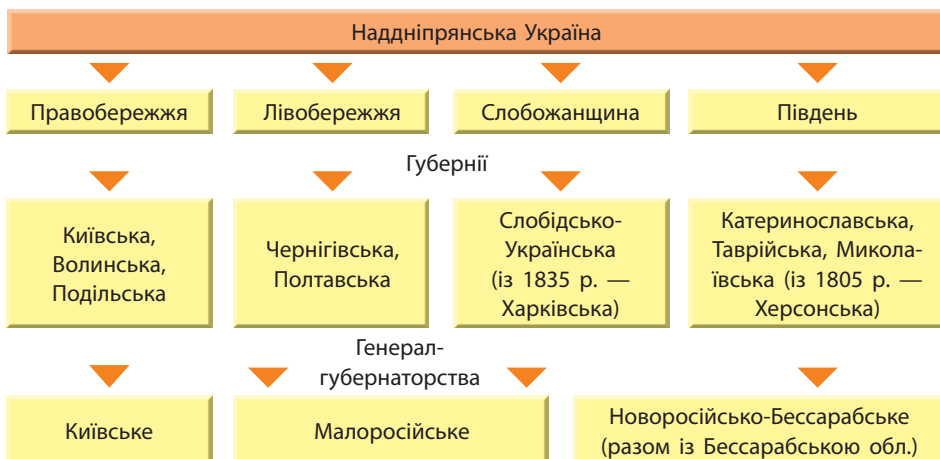 Наддніпрянська Україна
Правобережжя
Лівобережжя
Слобожанщина
Південь
Губернії
Київська,
Волинська,
Подільська
Чернігівська,
Полтавська
Слобідсько-
Українська
(із 1835 р. —
Харківська)
Катеринославська,
Таврійська, Микола-
ївська (із 1805 р. —
Херсонська)
Генерал-
губернаторства
Київське
Малоросійське
Новоросійсько-Бессарабське
(разом із Бессарабською обл.)